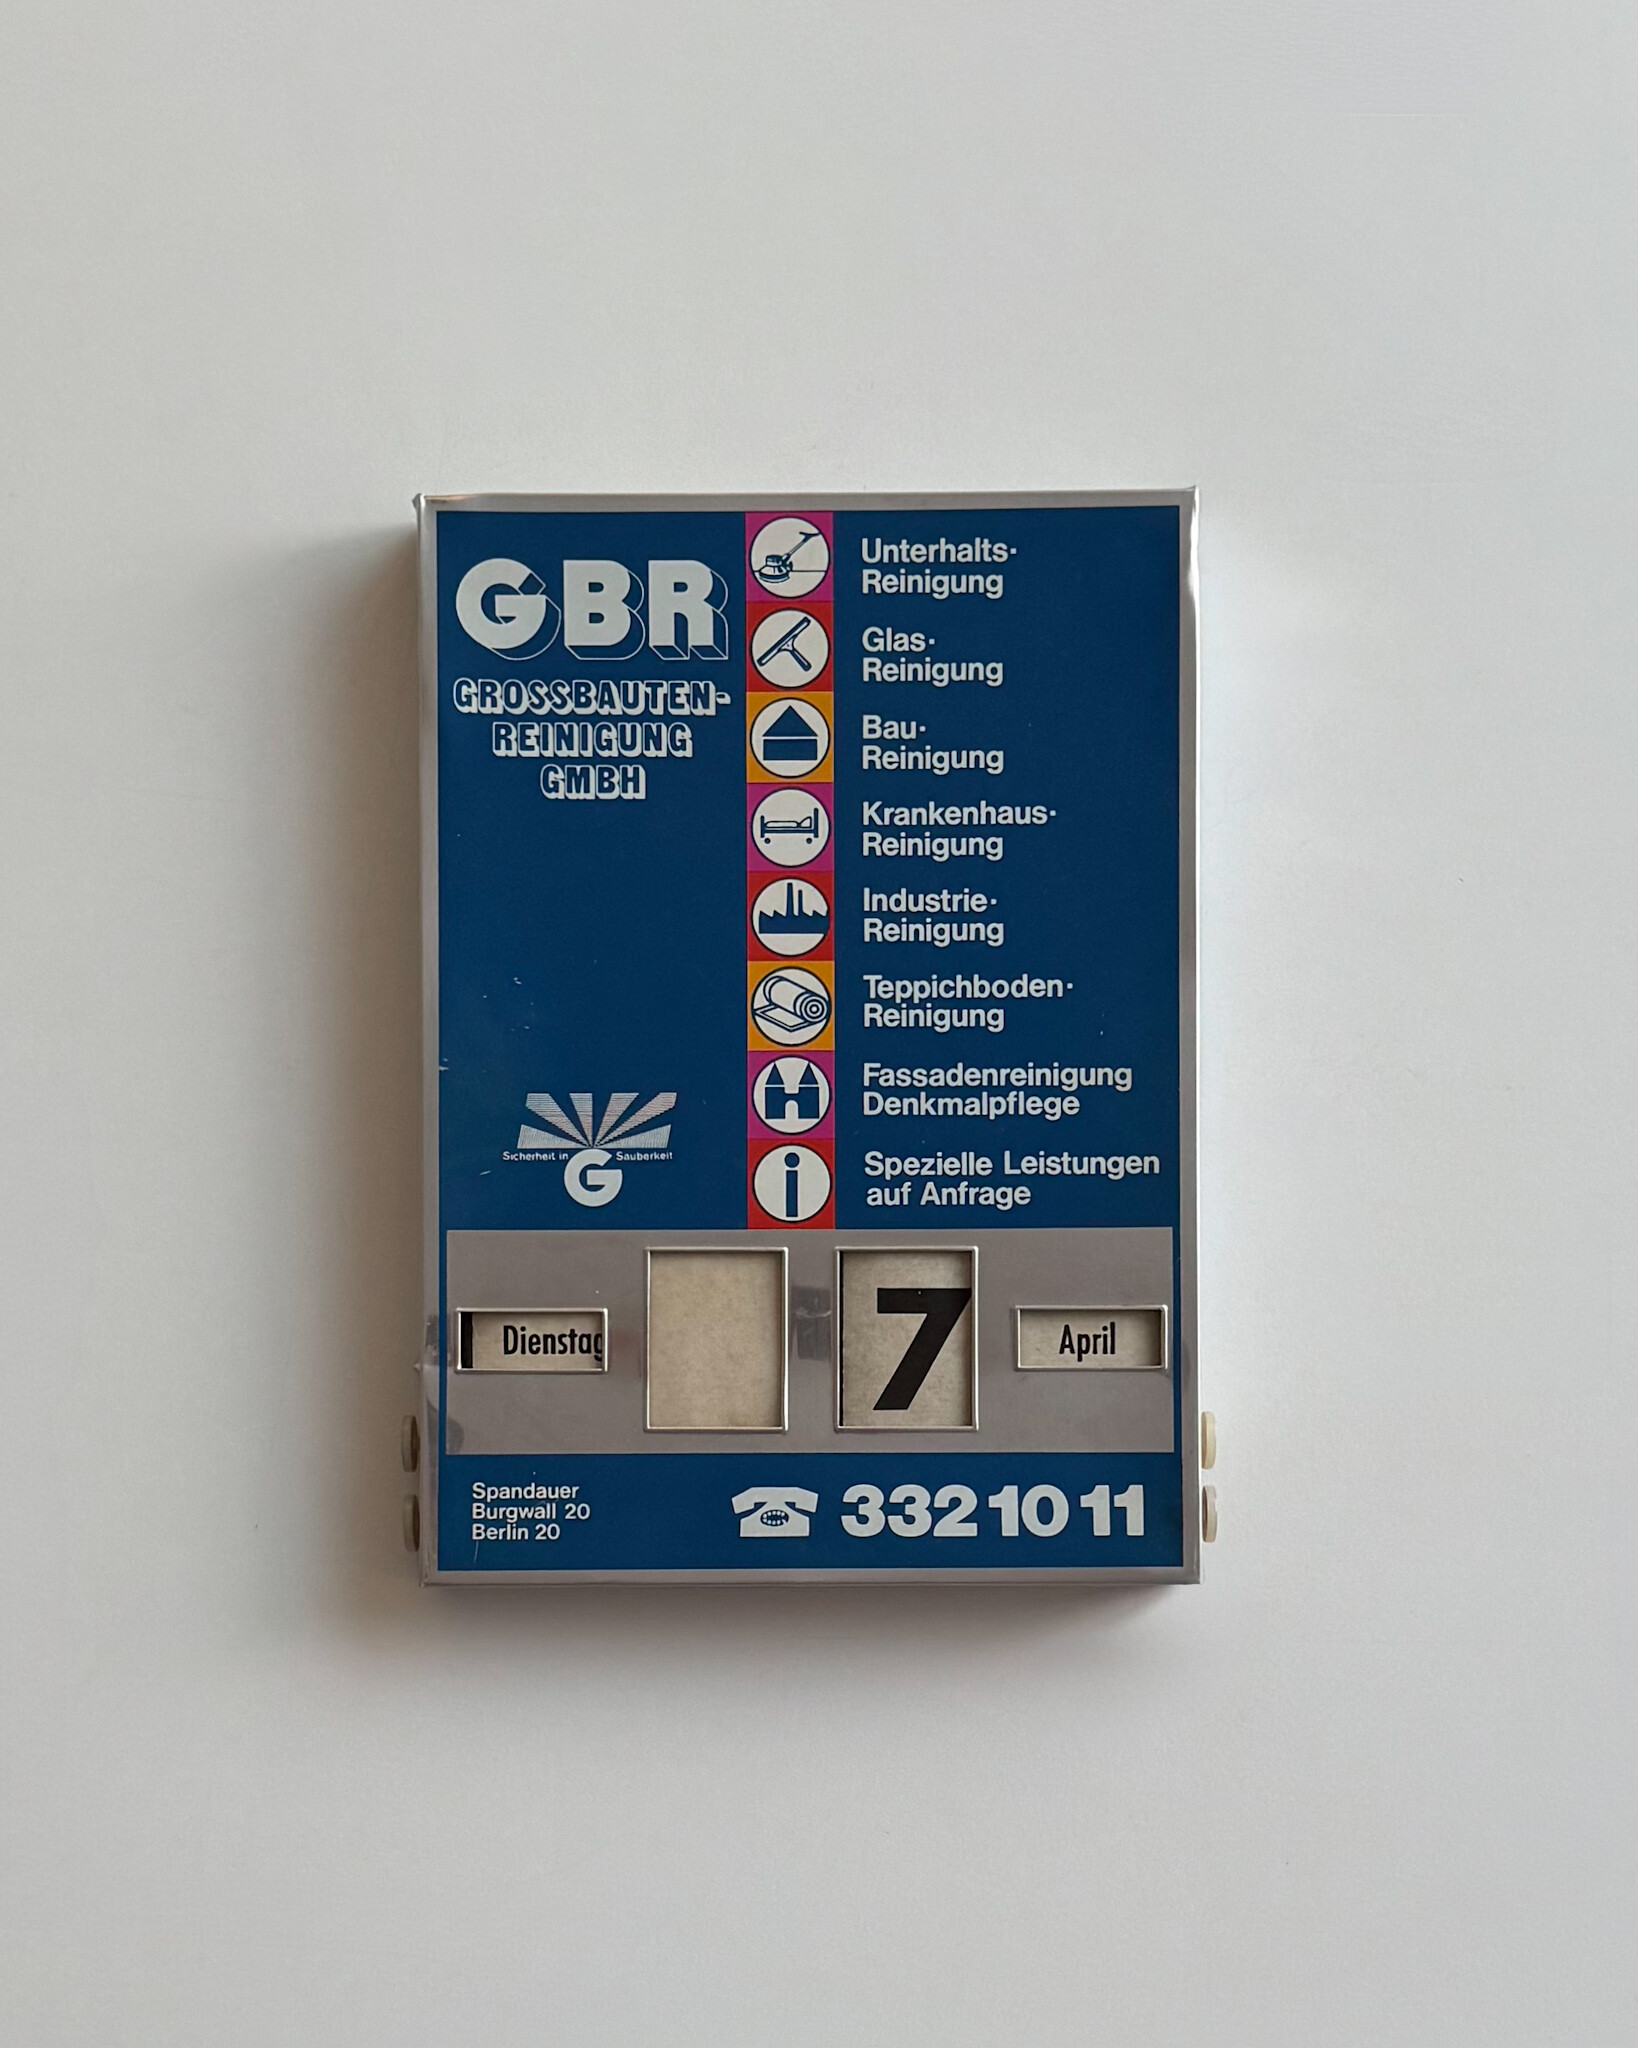 GBR
GROSSBAUTEN-
REINIGUNG
GMBH
Sicherheit in G Sauberkeit
Unterhalts-
Reinigung
Glas-
Reinigung
Bau-
Reinigung
Krankenhaus-
Reinigung
Industrie-
Reinigung
Teppichboden-
Reinigung
Fassadenreinigung
Denkmalpflege
i
Spezielle Leistungen
auf Anfrage
Dienstag 7 April
Spandauer
Burgwall 20
Berlin 20
332 10 11